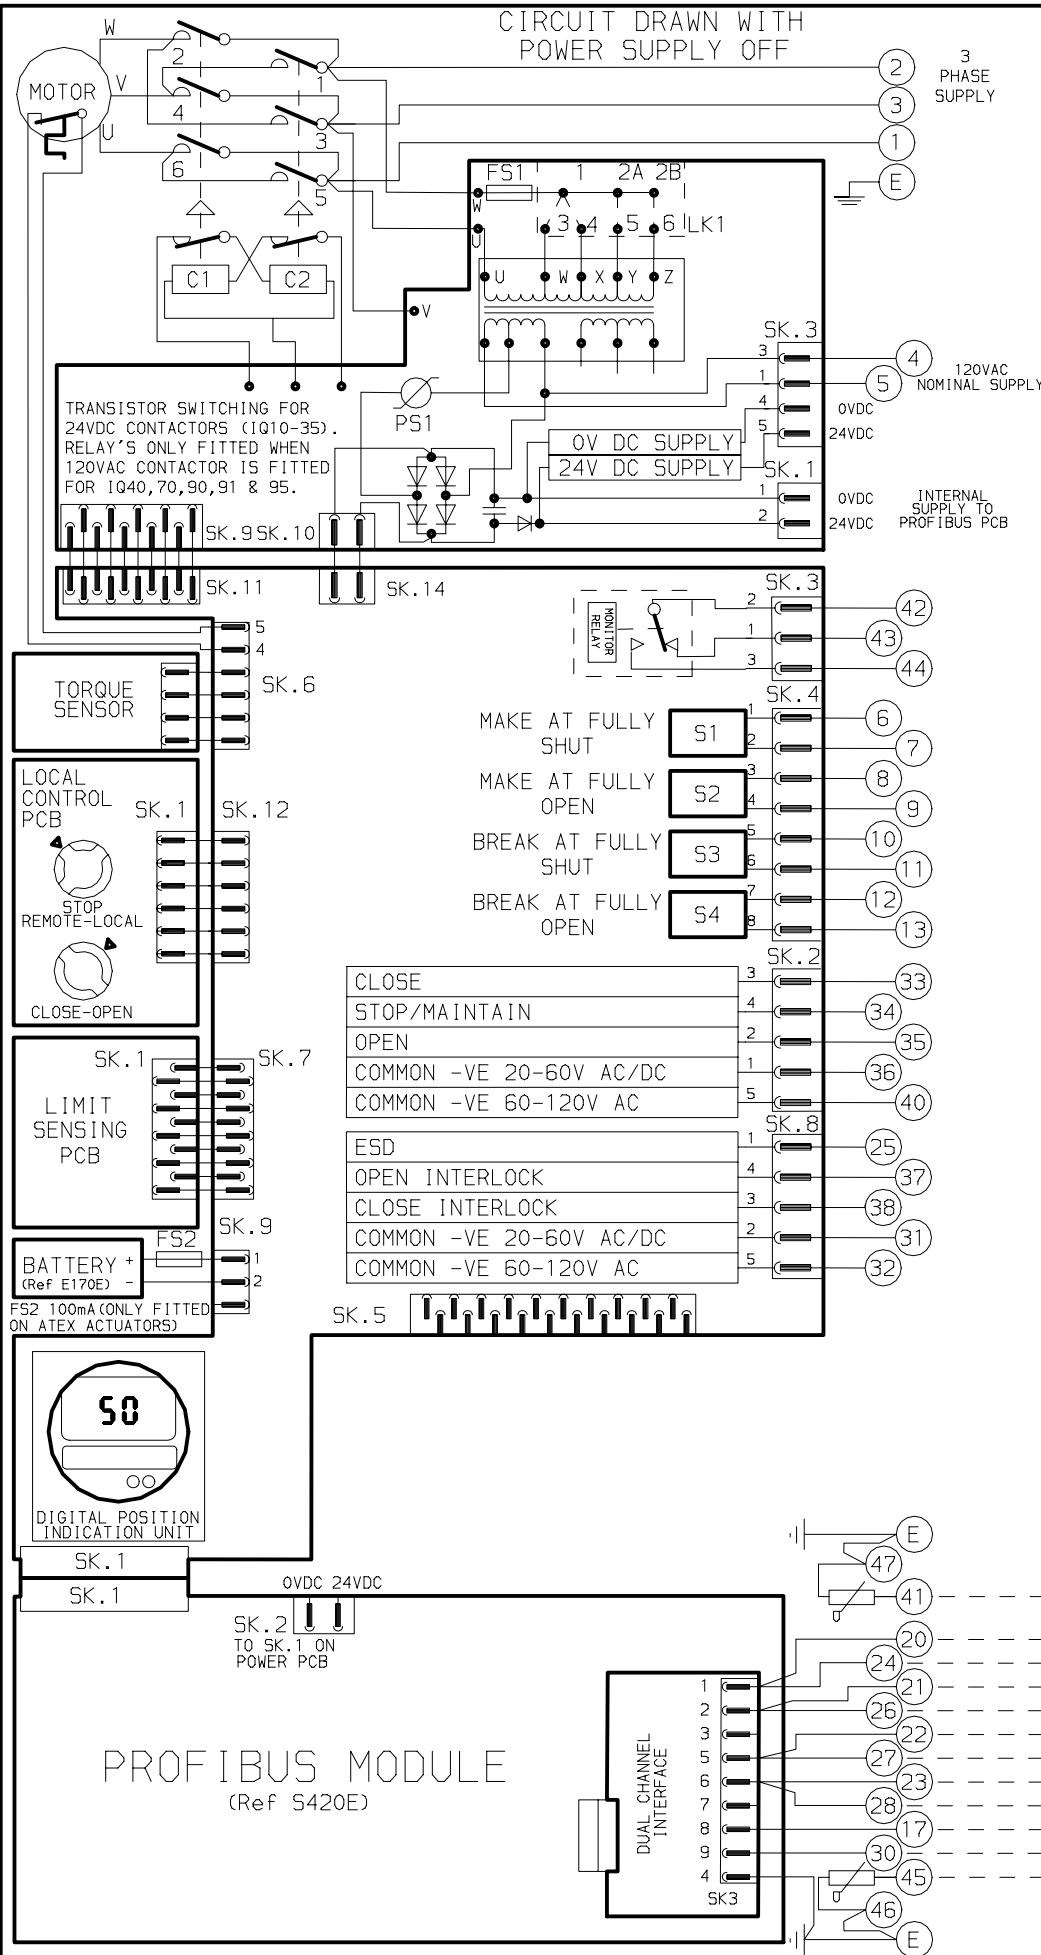 CIRCUIT DRAWN WITH
POWER SUPPLY OFF
W
2
1
2
3
PHASE
SUPPLY
MOTOR
V
4
3
3
U
6
5
1
E
FS1
1
2A 2B
W
3 4 5 6 LK1
U
C1
C2
U W X Y Z
V
SK.3
3
4
120VAC
NOMINAL SUPPLY
1
5
4
0VDC
5
24VDC
PS1
TRANSISTOR SWITCHING FOR
24VDC CONTACTORS (IQ10-35).
RELAY'S ONLY FITTED WHEN
120VAC CONTACTOR IS FITTED
FOR IQ40,70,90,91 & 95.
0V DC SUPPLY
24V DC SUPPLY
SK.1
1
0VDC
2
24VDC
INTERNAL
SUPPLY TO
PROFIBUS PCB
SK.9
SK.10
SK.11
SK.14
SK.3
MONITOR
RELAY
2
42
1
43
3
44
5
4
SK.6
TORQUE
SENSOR
SK.4
MAKE AT FULLY
SHUT
S1
1
6
2
7
MAKE AT FULLY
OPEN
S2
3
8
4
9
BREAK AT FULLY
SHUT
S3
5
10
6
11
BREAK AT FULLY
OPEN
S4
7
12
8
13
LOCAL
CONTROL
PCB
SK.1
SK.12
STOP
REMOTE-LOCAL
CLOSE-OPEN
SK.2
CLOSE
3
33
STOP/MAINTAIN
4
34
OPEN
2
35
COMMON -VE 20-60V AC/DC
1
36
COMMON -VE 60-120V AC
5
40
SK.1
SK.7
LIMIT
SENSING
PCB
SK.8
ESD
1
25
OPEN INTERLOCK
4
37
CLOSE INTERLOCK
3
38
COMMON -VE 20-60V AC/DC
2
31
COMMON -VE 60-120V AC
5
32
SK.9
FS2
BATTERY + -
(Ref E170E)
1
2
FS2 100mA(ONLY FITTED
ON ATEX ACTUATORS)
SK.5
50
DIGITAL POSITION
INDICATION UNIT
SK.1
SK.1
0VDC 24VDC
SK.2
TO SK.1 ON
POWER PCB
E
47
41
U
20
24
21
26
22
27
23
28
17
30
45
U
46
E
1
2
3
5
6
7
8
9
4
SK3
DUAL CHANNEL
INTERFACE
PROFIBUS MODULE
(Ref S420E)